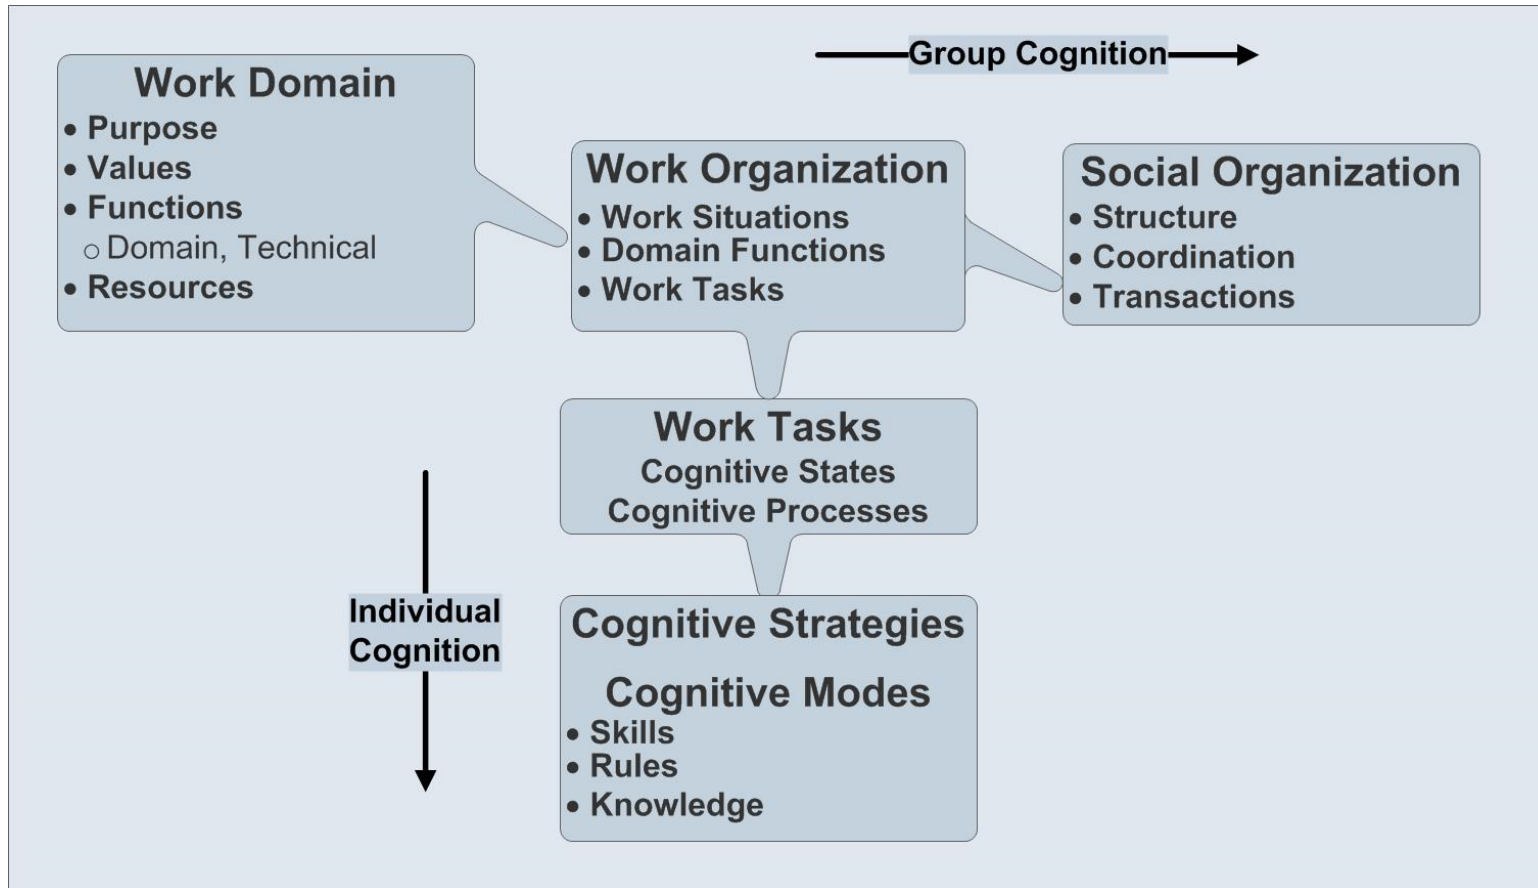 Group Cognition
Work Domain
• Purpose
• Values
• Functions
○ Domain, Technical
• Resources
Work Organization
• Work Situations
• Domain Functions
• Work Tasks
Social Organization
• Structure
• Coordination
• Transactions
Work Tasks
Cognitive States
Cognitive Processes
Individual
Cognition
Cognitive Strategies
Cognitive Modes
• Skills
• Rules
• Knowledge